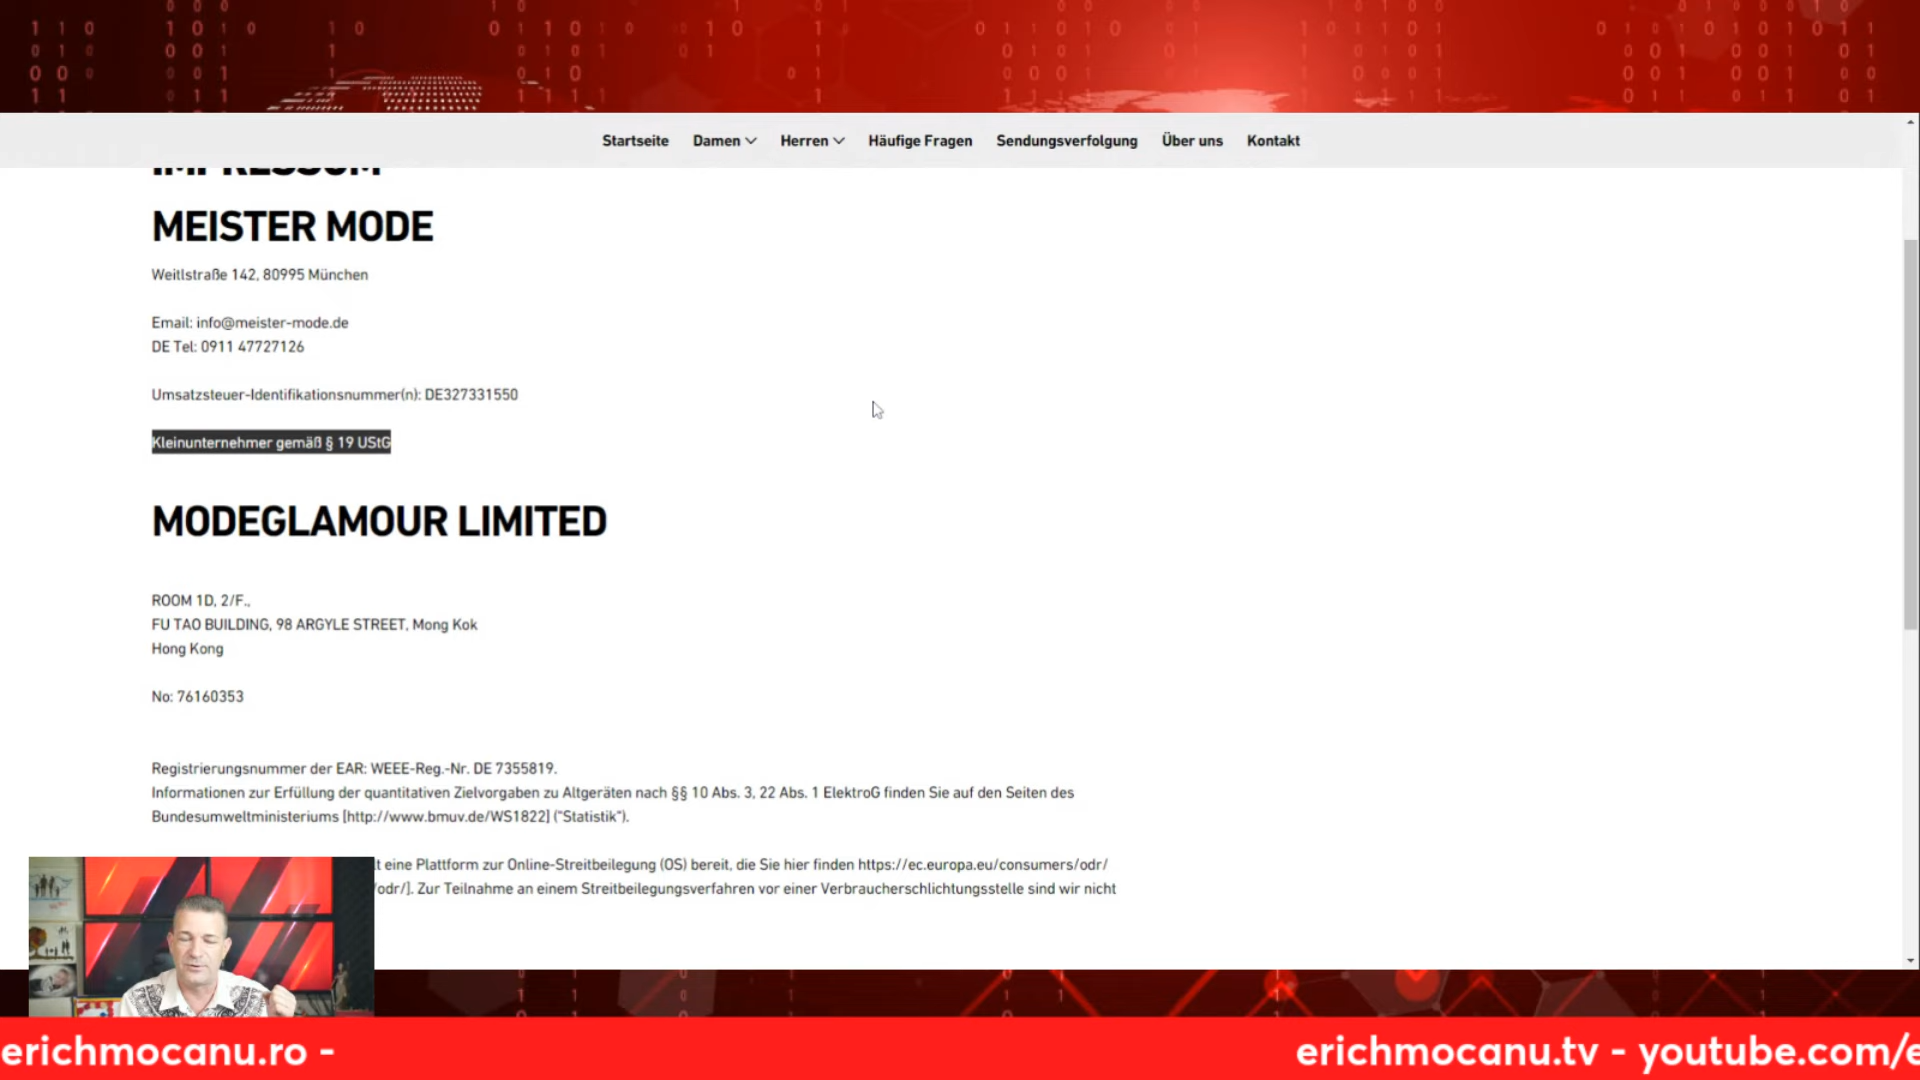 Startseite Damen Herren Häufige Fragen Sendungsverfolgung Über uns Kontakt
IMPRESSUM
MEISTER MODE
Weitlstraße 142, 80995 München
Email: info@meister-mode.de
DE Tel: 0911 47727126
Umsatzsteuer-Identifikationsnummer(n): DE327331550
Kleinunternehmer gemäß § 19 UStG
MODEGLAMOUR LIMITED
ROOM 1D, 2/F.,
FU TAO BUILDING, 98 ARGYLE STREET, Mong Kok
Hong Kong
No: 76160353
Registrierungsnummer der EAR: WEEE-Reg.-Nr. DE 7355819.
Informationen zur Erfüllung der quantitativen Zielvorgaben zu Altgeräten nach §§ 10 Abs. 3, 22 Abs. 1 ElektroG finden Sie auf den Seiten des
Bundesumweltministeriums [http://www.bmuv.de/WS1822] ("Statistik").
t eine Plattform zur Online-Streitbeilegung (OS) bereit, die Sie hier finden https://ec.europa.eu/consumers/odr/
/odr/]. Zur Teilnahme an einem Streitbeilegungsverfahren vor einer Verbraucherschlichtungsstelle sind wir nicht
erichmocanu.ro - erichmocanu.tv - youtube.com/e